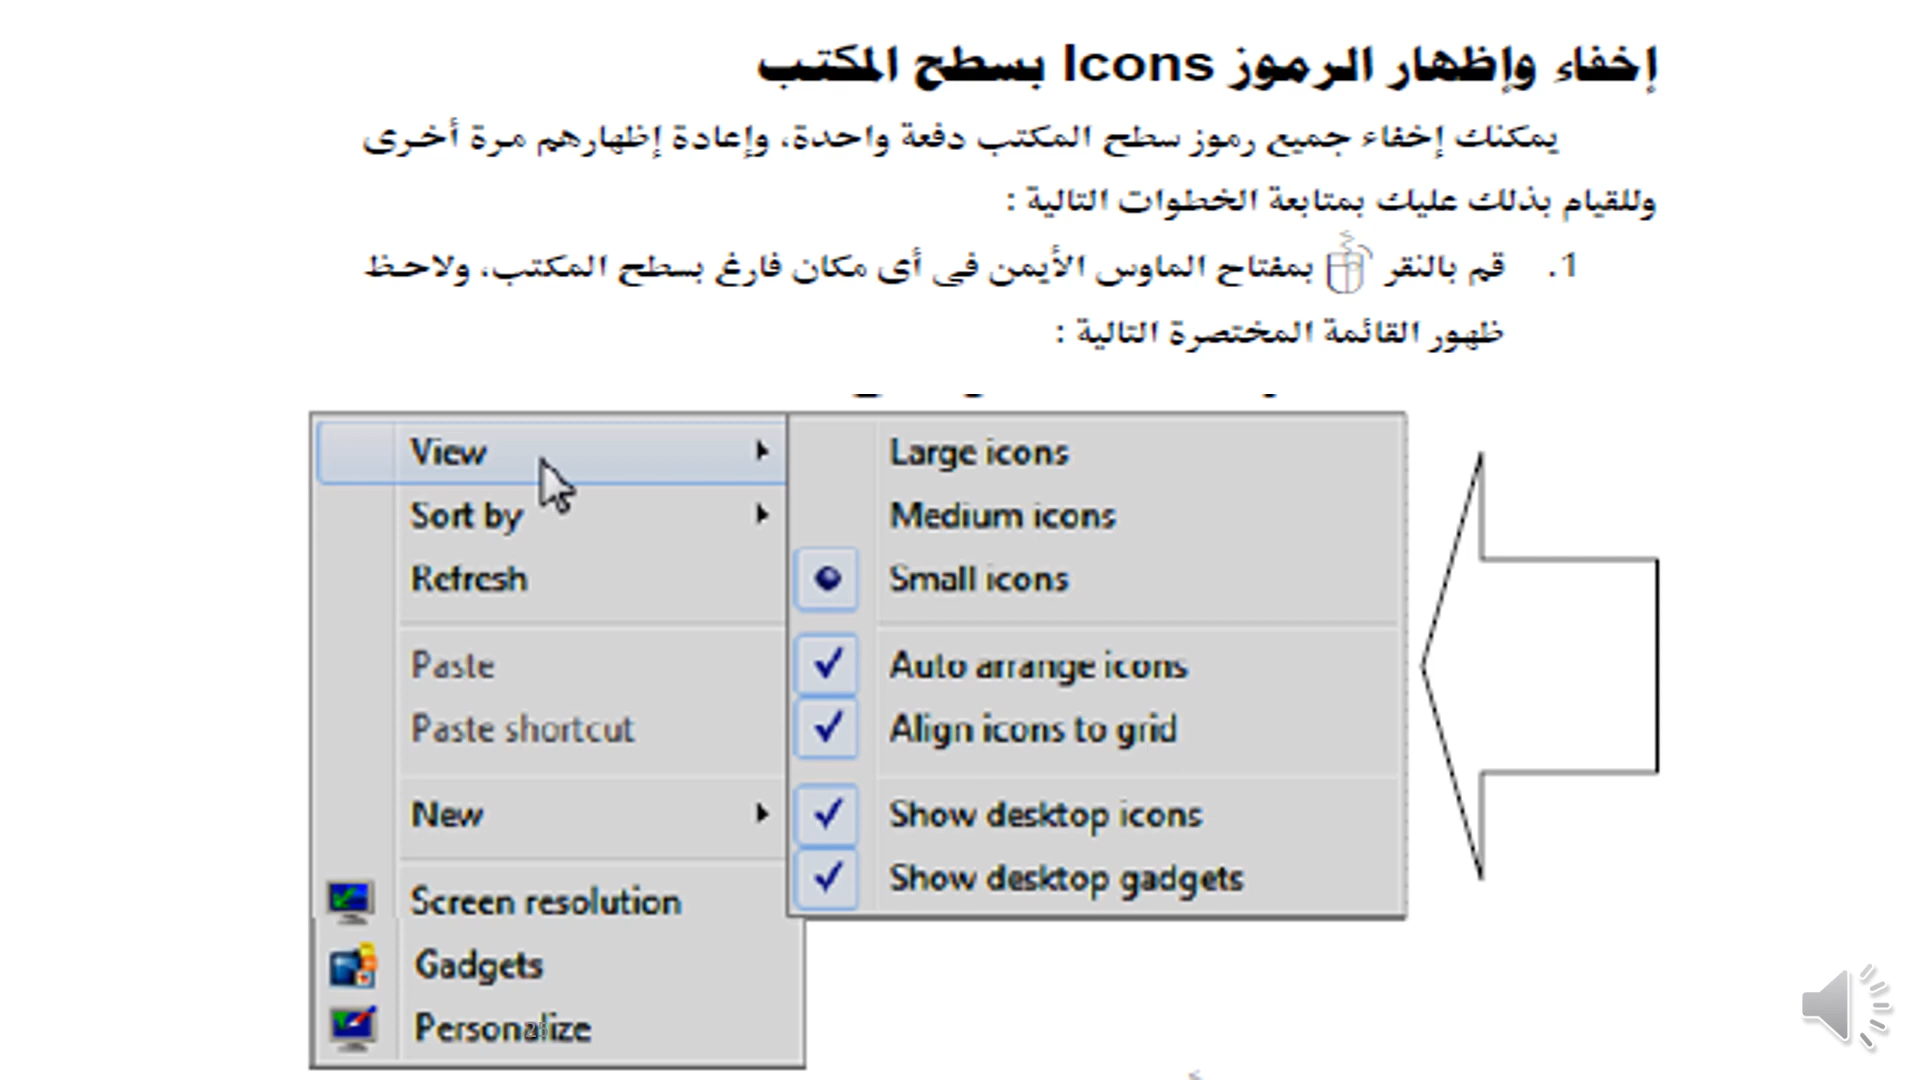 إخفاء وإظهار الرموز Icons بسطح المكتب
يمكنك إخفاء جميع رموز سطح المكتب دفعة واحدة، وإعادة إظهارهم مرة أخرى
وللقيام بذلك عليك بمتابعة الخطوات التالية :
1. قم بالنقر بمفتاح الماوس الأيمن فى أى مكان فارغ بسطح المكتب، ولاحظ
ظهور القائمة المختصرة التالية :
View
Sort by
Refresh
Paste
Paste shortcut
New
Screen resolution
Gadgets
Personalize
Large icons
Medium icons
Small icons
Auto arrange icons
Align icons to grid
Show desktop icons
Show desktop gadgets